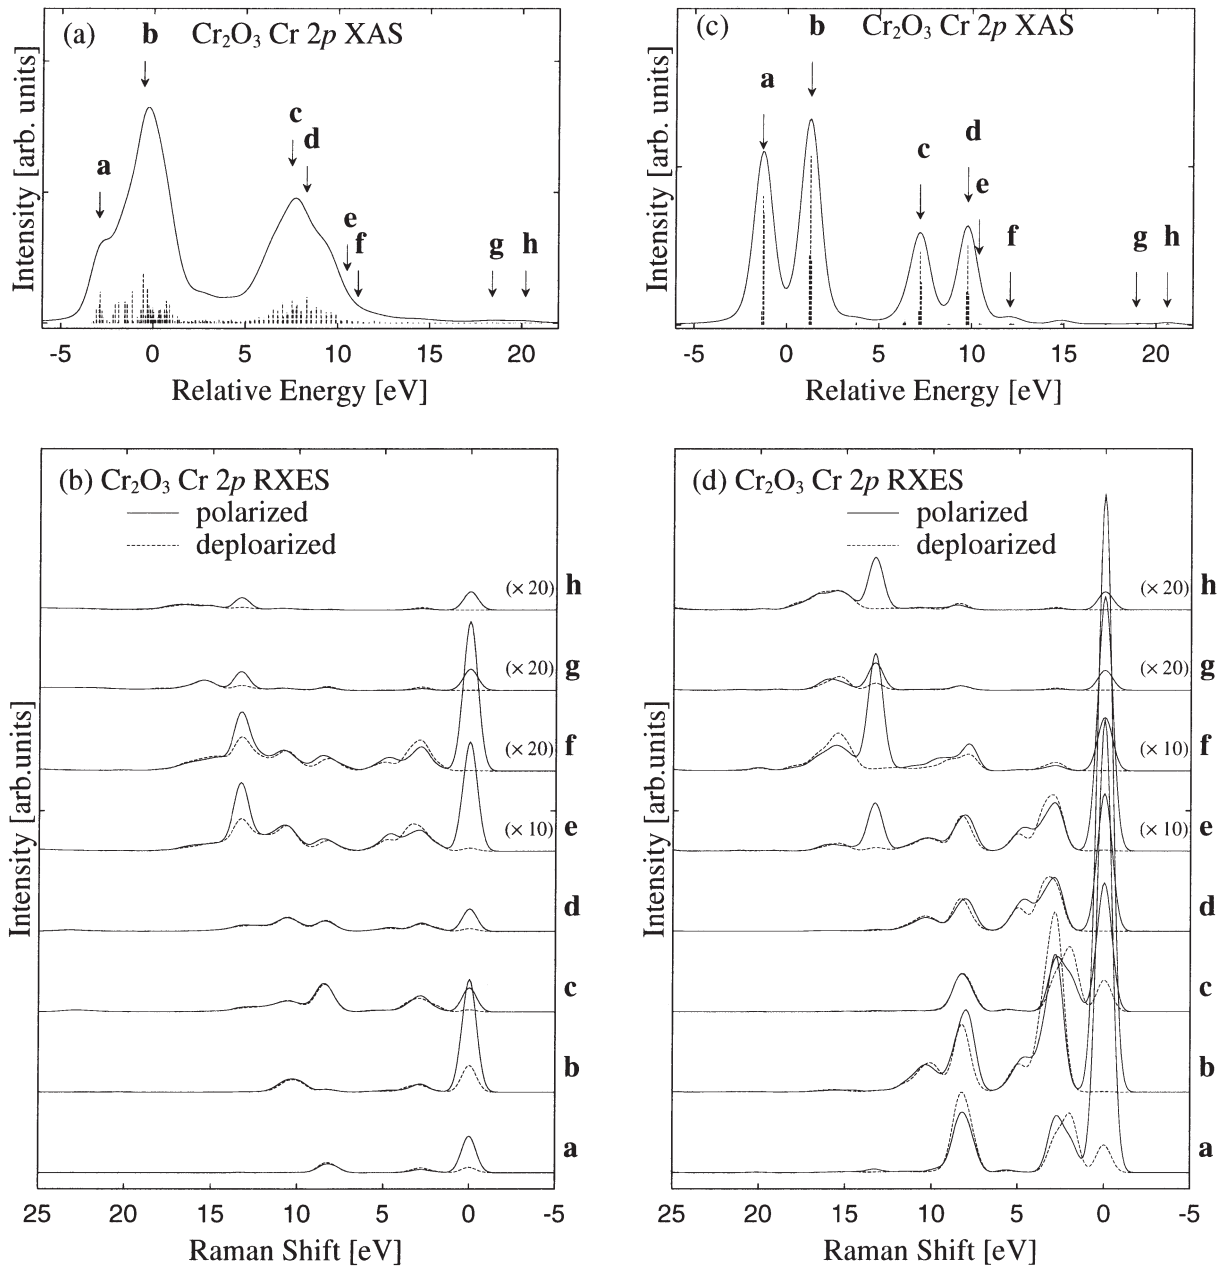 (a) b Cr2O3 Cr 2p XAS
a
c
d
e
f
g h
Intensity [arb. units]
-5 0 5 10 15 20
Relative Energy [eV]
(c) b Cr2O3 Cr 2p XAS
a
d
c
e
f g h
Intensity [arb. units]
-5 0 5 10 15 20
Relative Energy [eV]
(b) Cr2O3 Cr 2p RXES
polarized
deploarized
(× 20) h
(× 20) g
(× 20) f
(× 10) e
d
c
b
a
Intensity [arb.units]
25 20 15 10 5 0 -5
Raman Shift [eV]
(d) Cr2O3 Cr 2p RXES
polarized
deploarized
(× 20) h
(× 20) g
(× 10) f
(× 10) e
d
c
b
a
Intensity [arb.units]
25 20 15 10 5 0 -5
Raman Shift [eV]